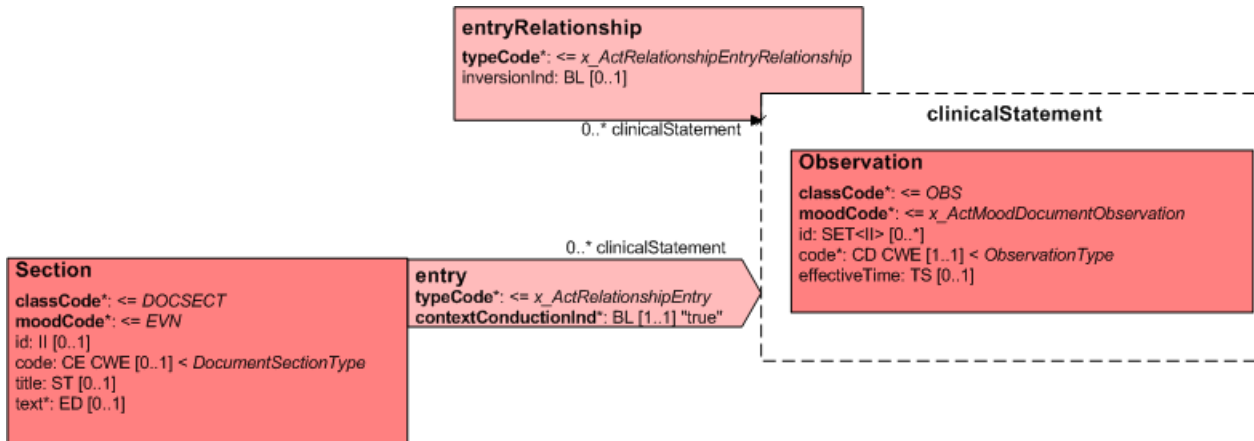 entryRelationship
typeCode*: <= x_ActRelationshipEntryRelationship
inversionInd: BL [0..1]
0..* clinicalStatement
clinicalStatement
Observation
classCode*: <= OBS
moodCode*: <= x_ActMoodDocumentObservation
id: SET<II> [0..*]
code*: CD CWE [1..1] < ObservationType
effectiveTime: TS [0..1]
0..* clinicalStatement
Section
classCode*: <= DOCSECT
moodCode*: <= EVN
id: II [0..1]
code: CE CWE [0..1] < DocumentSectionType
title: ST [0..1]
text*: ED [0..1]
entry
typeCode*: <= x_ActRelationshipEntry
contextConductionInd*: BL [1..1] "true"